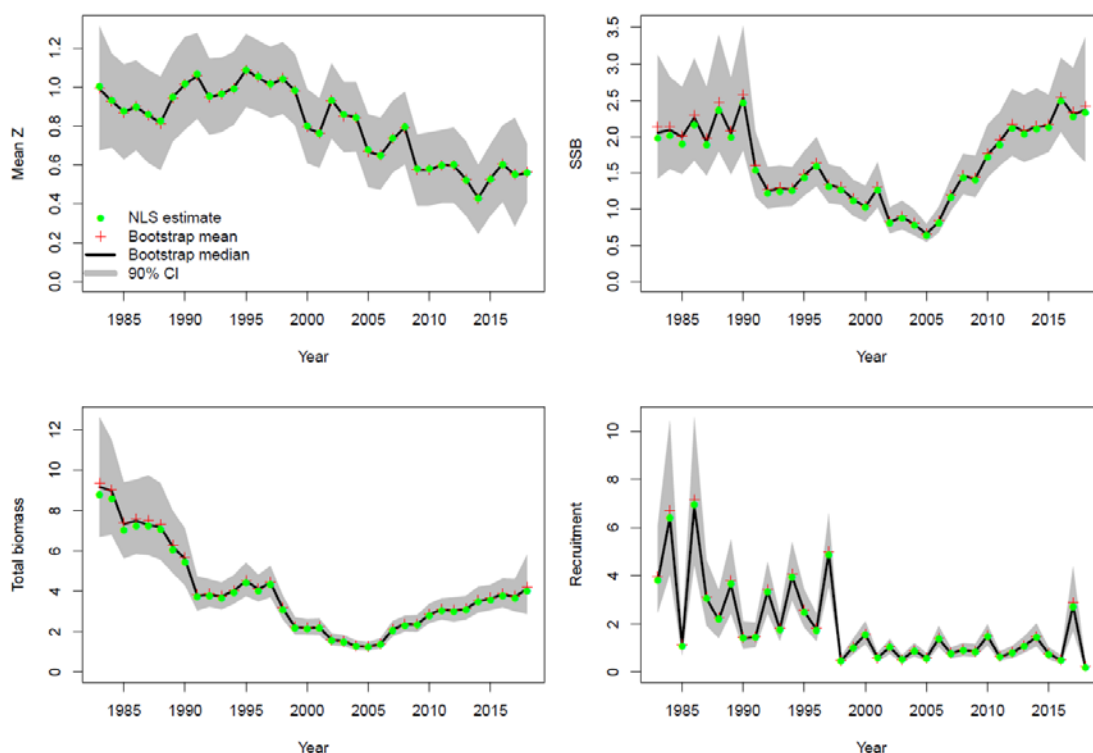 Mean Z
0.0 0.2 0.4 0.6 0.8 1.0 1.2
NLS estimate
Bootstrap mean
Bootstrap median
90% CI
1985 1990 1995 2000 2005 2010 2015
Year
SSB
0.0 0.5 1.0 1.5 2.0 2.5 3.0 3.5
1985 1990 1995 2000 2005 2010 2015
Year
Total biomass
0 2 4 6 8 10 12
1985 1990 1995 2000 2005 2010 2015
Year
Recruitment
0 2 4 6 8 10
1985 1990 1995 2000 2005 2010 2015
Year